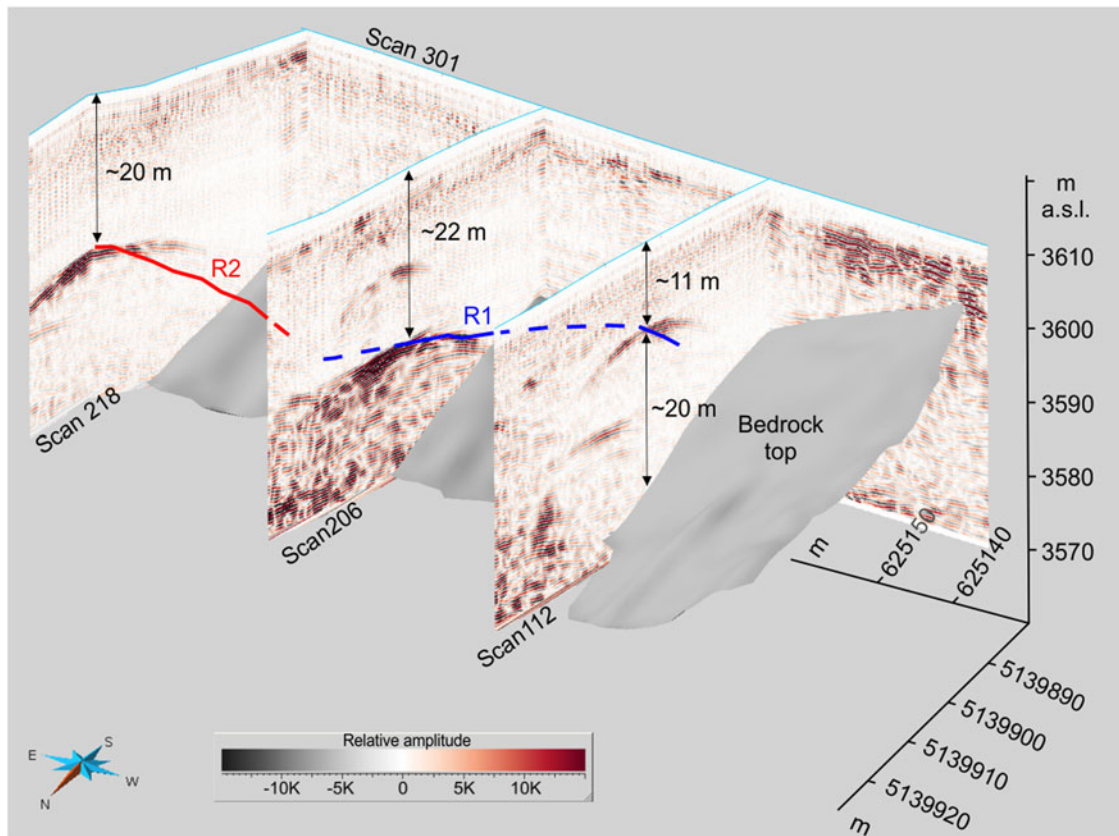 Scan 301
~20 m
~22 m
~11 m
m
a.s.l.
3610
3600
3590
3580
3570
R2
R1
~20 m
Bedrock
top
Scan 218
Scan206
Scan112
m
625150
625140
5139890
5139900
5139910
5139920
m
E
S
N
W
Relative amplitude
-10K
-5K
0
5K
10K